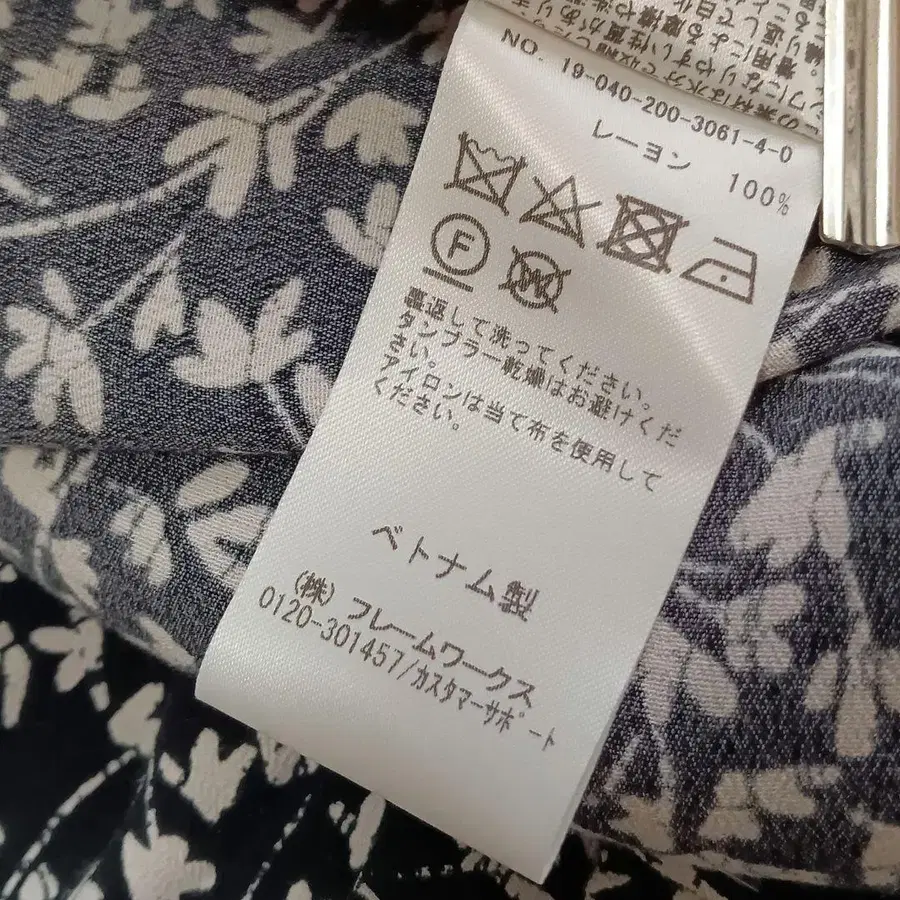 NO. 19-040-200-3061-4-0
レーヨン 100%
F
W
裏返して洗ってください。
タンブラー乾燥はお避けくだ
さい。
アイロンは当て布を使用して
ください。
ベトナム製
(株)フレームワークス
0120-301457/カスタマーサポート